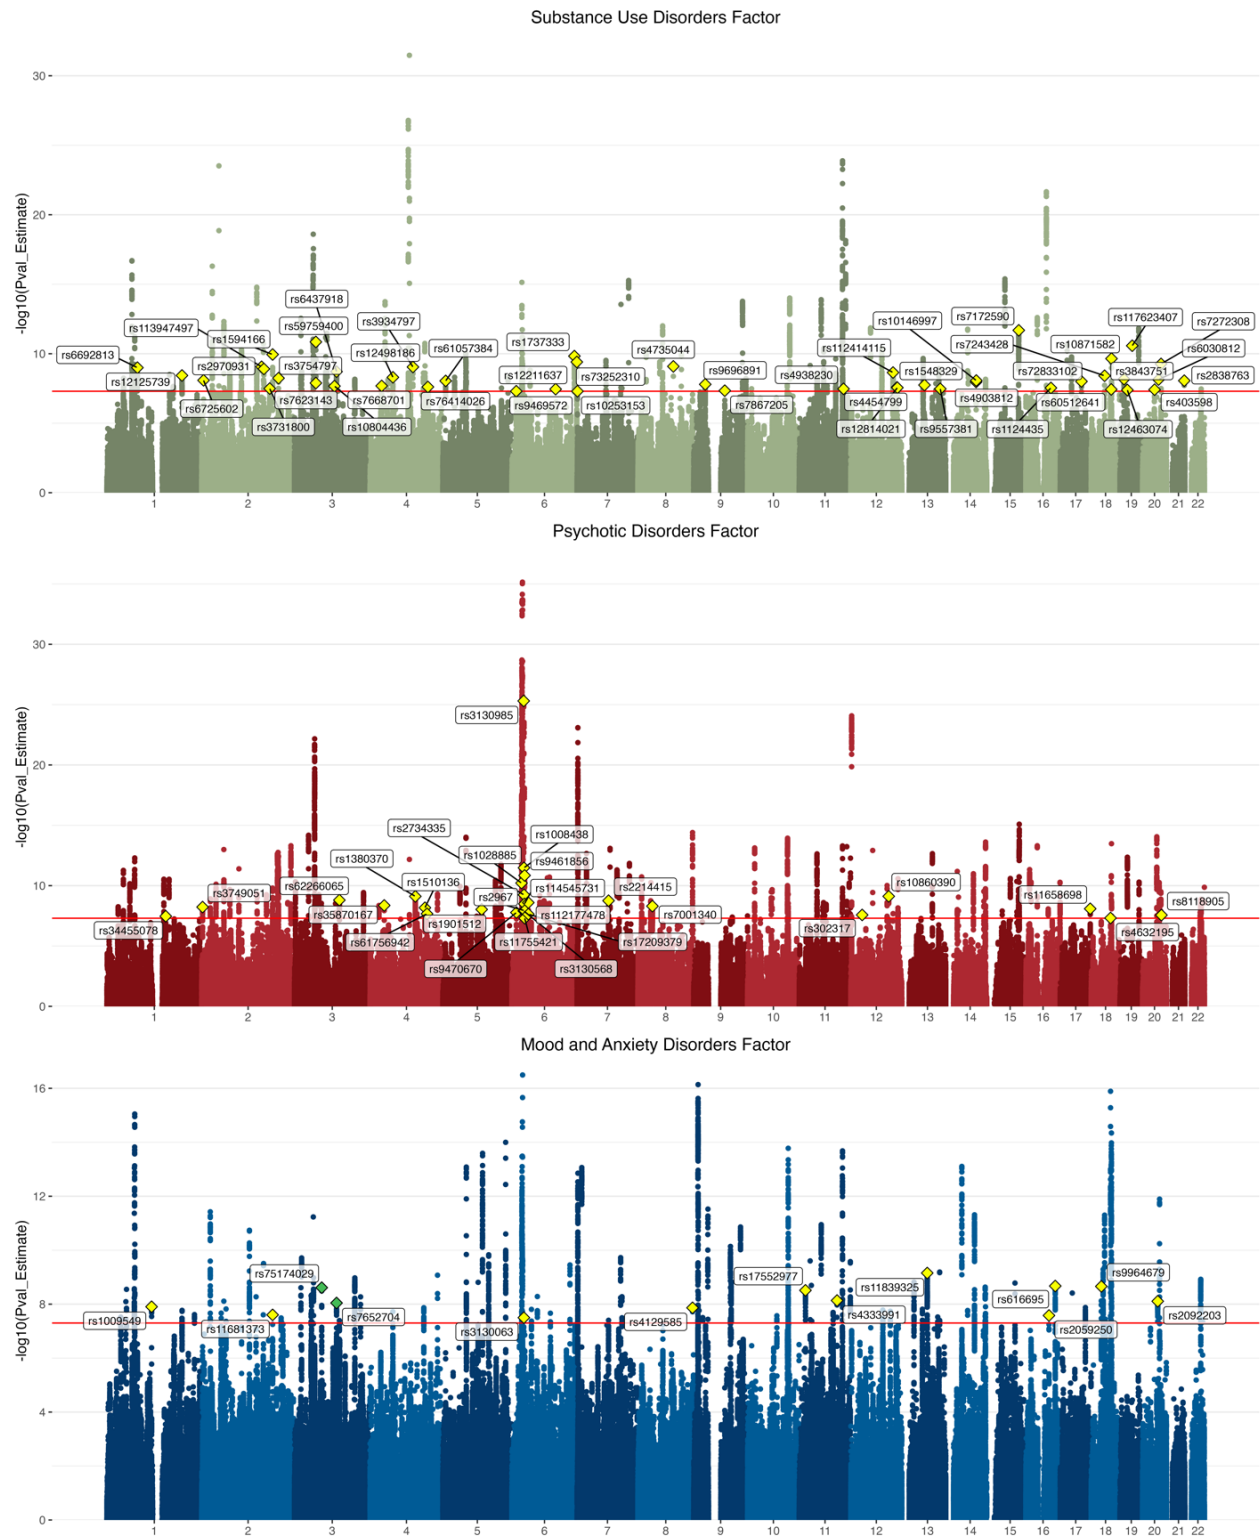 Substance Use Disorders Factor
-log10(Pval_Estimate)
30
20
10
0
rs6437918
rs113947497
rs59759400
rs3934797
rs10146997
rs7172590
rs117623407
rs7272308
rs6692813
rs1594166
rs12498186
rs61057384
rs1737333
rs4735044
rs112414115
rs7243428
rs10871582
rs6030812
rs12125739
rs2970931
rs3754797
rs12211637
rs73252310
rs9696891
rs4938230
rs1548329
rs72833102
rs3843751
rs2838763
rs6725602
rs7623143
rs7668701
rs76414026
rs9469572
rs10253153
rs7867205
rs4454799
rs4903812
rs60512641
rs403598
rs3731800
rs10804436
rs12814021
rs9557381
rs1124435
rs12463074
1 2 3 4 5 6 7 8 9 10 11 12 13 14 15 16 17 18 19 20 21 22
Psychotic Disorders Factor
-log10(Pval_Estimate)
30
20
10
0
rs3130985
rs2734335
rs1008438
rs1380370
rs1028885
rs9461856
rs3749051
rs62266065
rs1510136
rs2967
rs114545731
rs2214415
rs10860390
rs11658698
rs8118905
rs34455078
rs35870167
rs1901512
rs112177478
rs7001340
rs302317
rs4632195
rs61756942
rs11755421
rs17209379
rs9470670
rs3130568
1 2 3 4 5 6 7 8 9 10 11 12 13 14 15 16 17 18 19 20 21 22
Mood and Anxiety Disorders Factor
-log10(Pval_Estimate)
16
12
8
4
0
rs75174029
rs17552977
rs11839325
rs9964679
rs1009549
rs11681373
rs7652704
rs3130063
rs4129585
rs4333991
rs616695
rs2059250
rs2092203
1 2 3 4 5 6 7 8 9 10 11 12 13 14 15 16 17 18 19 20 21 22